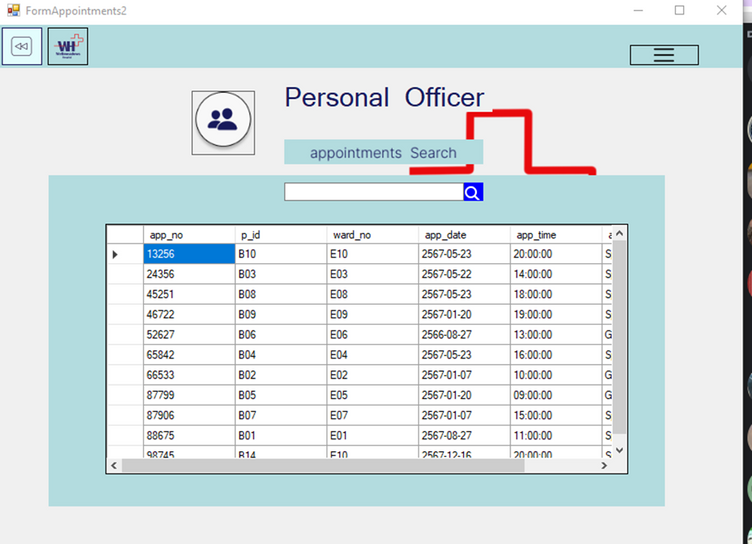 FormAppointments2
WH
Personal Officer
appointments Search
app_no p_id ward_no app_date app_time
13256 B10 E10 2567-05-23 20:00:00 S
24356 B03 E03 2567-05-22 14:00:00 S
45251 B08 E08 2567-05-23 18:00:00 S
46722 B09 E09 2567-01-20 19:00:00 S
52627 B06 E06 2566-08-27 13:00:00 G
65842 B04 E04 2567-05-23 16:00:00 S
66533 B02 E02 2567-01-07 10:00:00 G
87799 B05 E05 2567-01-20 09:00:00 G
87906 B07 E07 2567-01-07 15:00:00 S
88675 B01 E01 2567-08-27 11:00:00 S
98745 B14 E10 2567-12-16 20:00:00 S